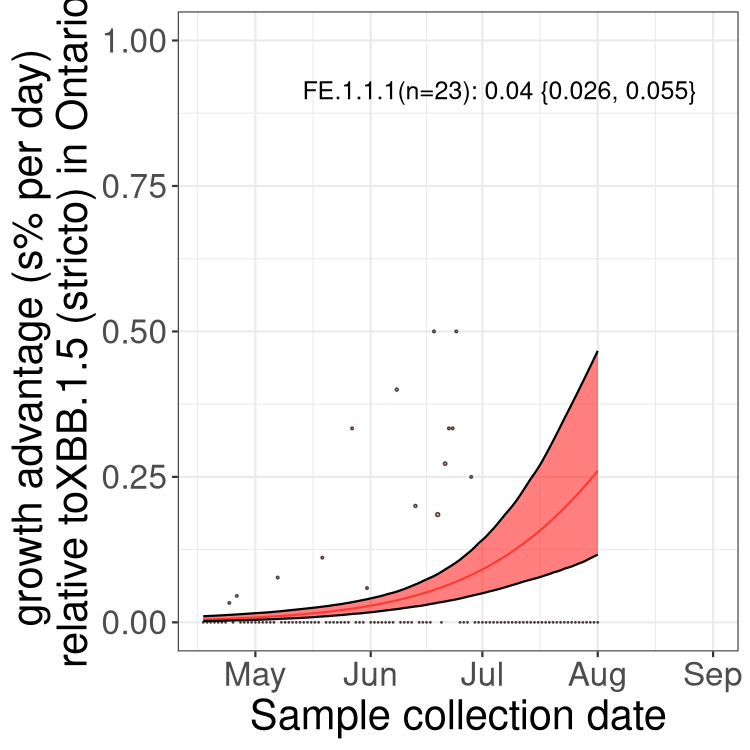 growth advantage (s% per day)
relative toXBB.1.5 (stricto) in Ontario
1.00
0.75
0.50
0.25
0.00
FE.1.1.1(n=23): 0.04 {0.026, 0.055}
May Jun Jul Aug Sep
Sample collection date